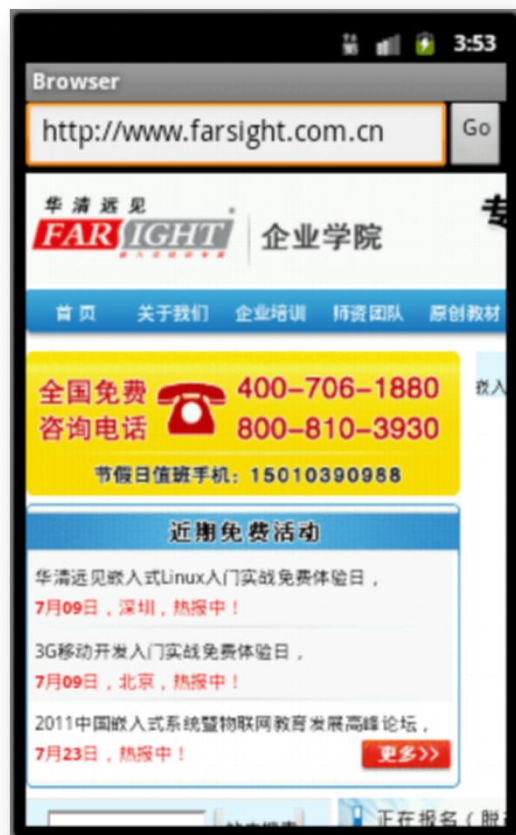 3:53
Browser
http://www.farsight.com.cn
Go
华清远见
FARSIGHT
企业学院
专
首页 关于我们 企业培训 师资团队 原创教材
全国免费 400-706-1880
咨询电话 800-810-3930
节假日值班手机：15010390988
嵌入
近期免费活动
华清远见嵌入式Linux入门实战免费体验日，
7月09日，深圳，热报中！
3G移动开发入门实战免费体验日，
7月09日，北京，热报中！
2011中国嵌入式系统暨物联网教育发展高峰论坛，
7月23日，热报中！
更多>>
正在报名（脱